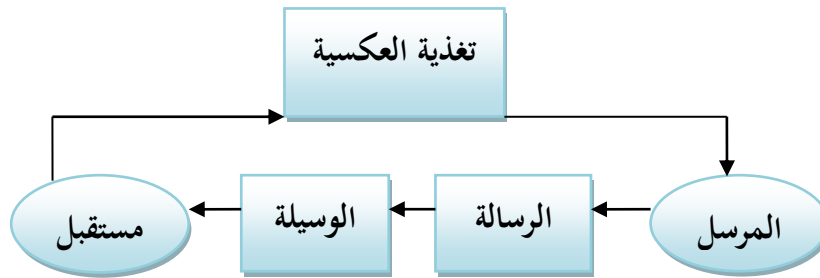 تغذية العكسية
المرسل
الرسالة
الوسيلة
مستقبل